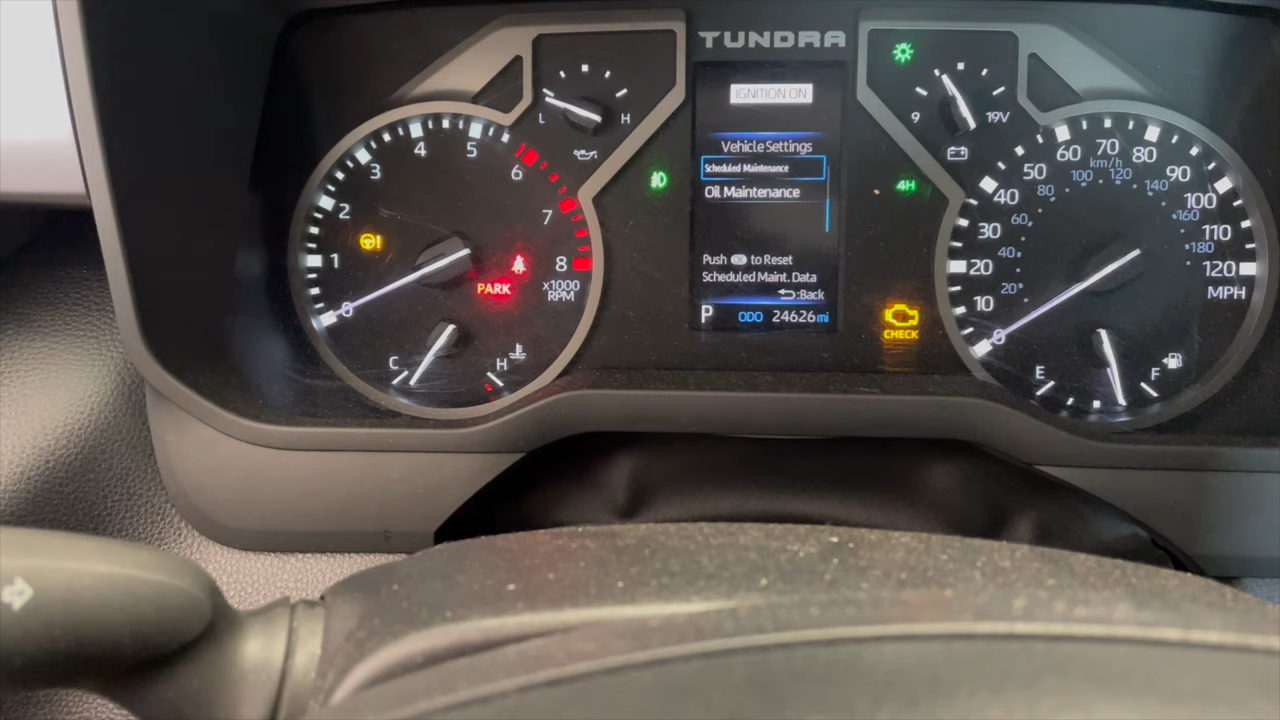 TUNDRA
IGNITION ON
Vehicle Settings
Scheduled Maintenance
Oil Maintenance
Push OK to Reset
Scheduled Maint. Data
:Back
P ODO 24626 mi
L H
0 1 2 3 4 5 6 7 8
x1000
RPM
PARK
C H
9 19V
4H
CHECK
0 10 20 30 40 50 60 70 80 90 100 110 120
MPH
km/h
20 40 60 80 100 120 140 160 180
E F